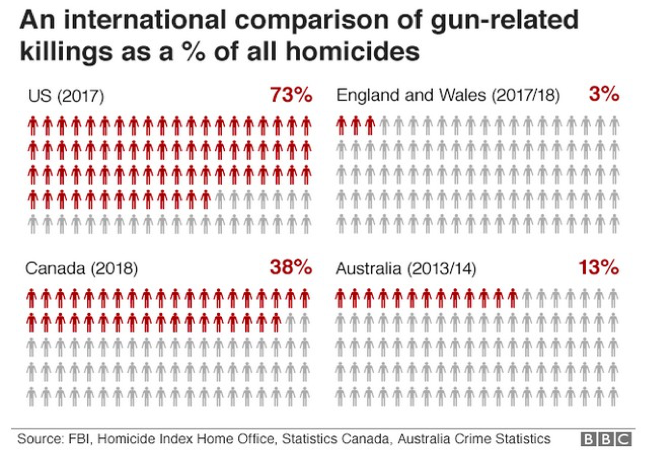 An international comparison of gun-related
killings as a % of all homicides
US (2017) 73%
England and Wales (2017/18) 3%
Canada (2018) 38%
Australia (2013/14) 13%
Source: FBI, Homicide Index Home Office, Statistics Canada, Australia Crime Statistics
BBC